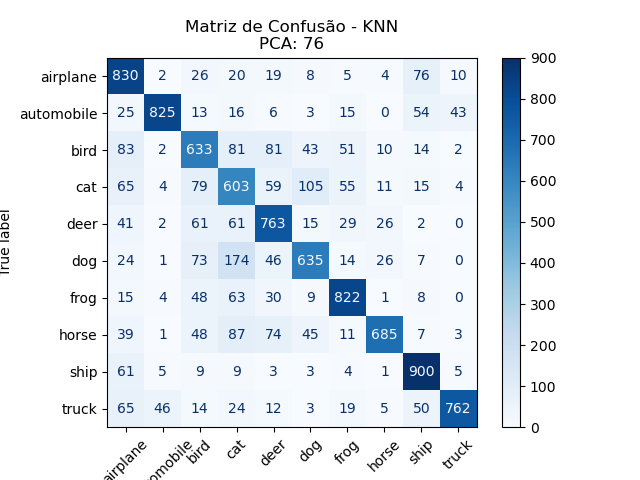 Matriz de Confusão - KNN
PCA: 76
airplane 830 2 26 20 19 8 5 4 76 10
automobile 25 825 13 16 6 3 15 0 54 43
bird 83 2 633 81 81 43 51 10 14 2
cat 65 4 79 603 59 105 55 11 15 4
deer 41 2 61 61 763 15 29 26 2 0
dog 24 1 73 174 46 635 14 26 7 0
frog 15 4 48 63 30 9 822 1 8 0
horse 39 1 48 87 74 45 11 685 7 3
ship 61 5 9 9 3 3 4 1 900 5
truck 65 46 14 24 12 3 19 5 50 762
airplane omobile bird cat deer dog frog horse ship truck
True label
900
800
700
600
500
400
300
200
100
0